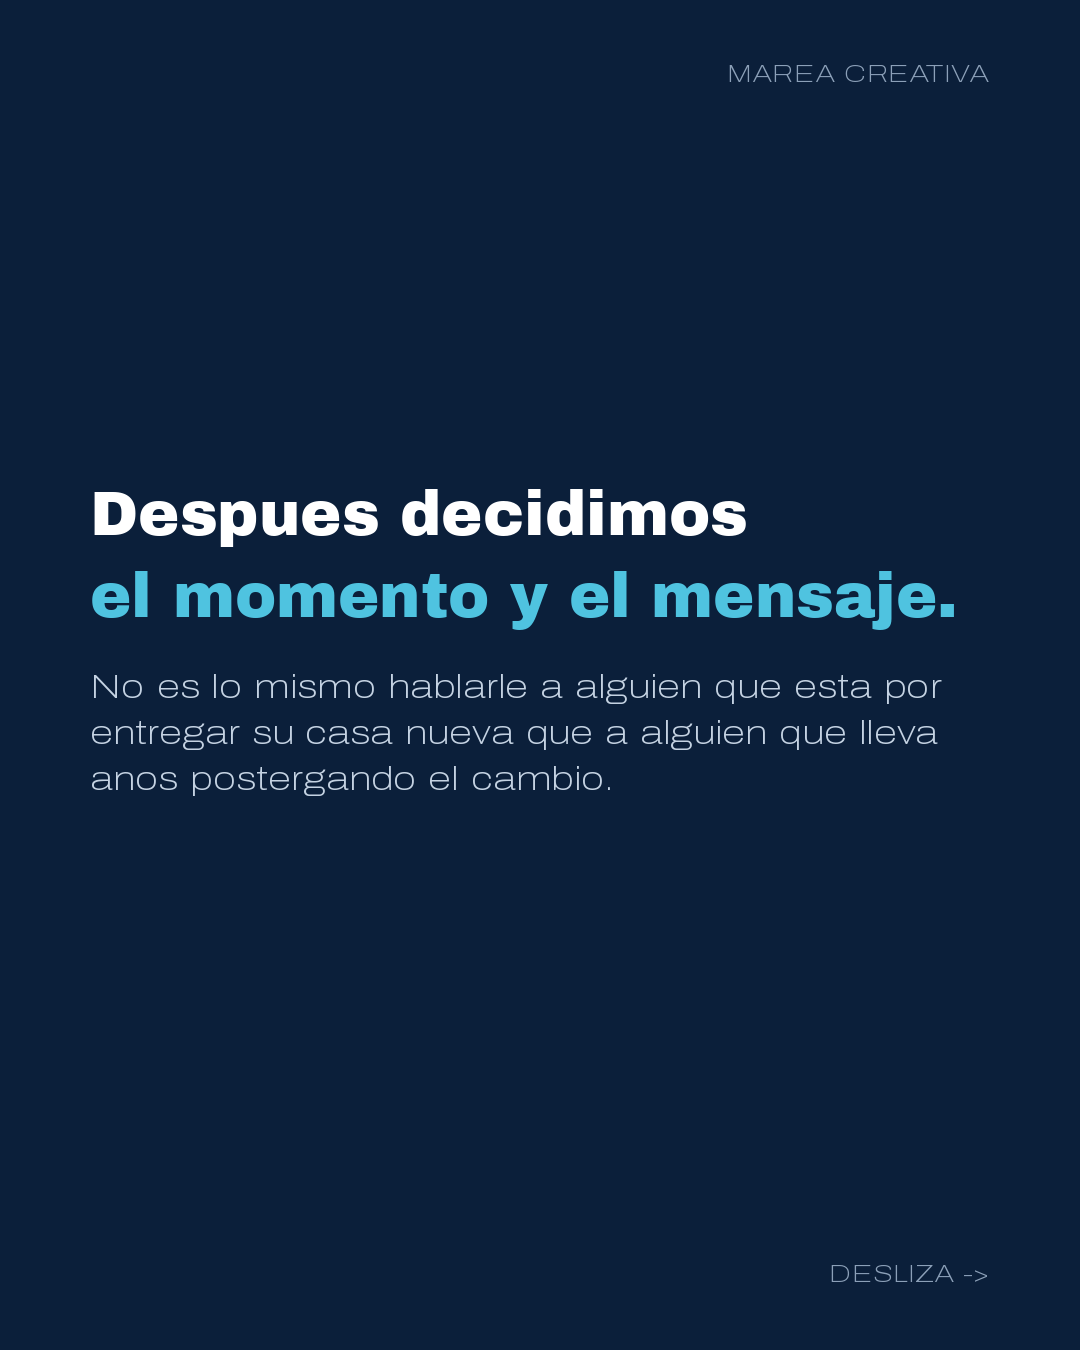 MAREA CREATIVA
Despues decidimos
el momento y el mensaje.
No es lo mismo hablarle a alguien que esta por
entregar su casa nueva que a alguien que lleva
anos postergando el cambio.
DESLIZA ->